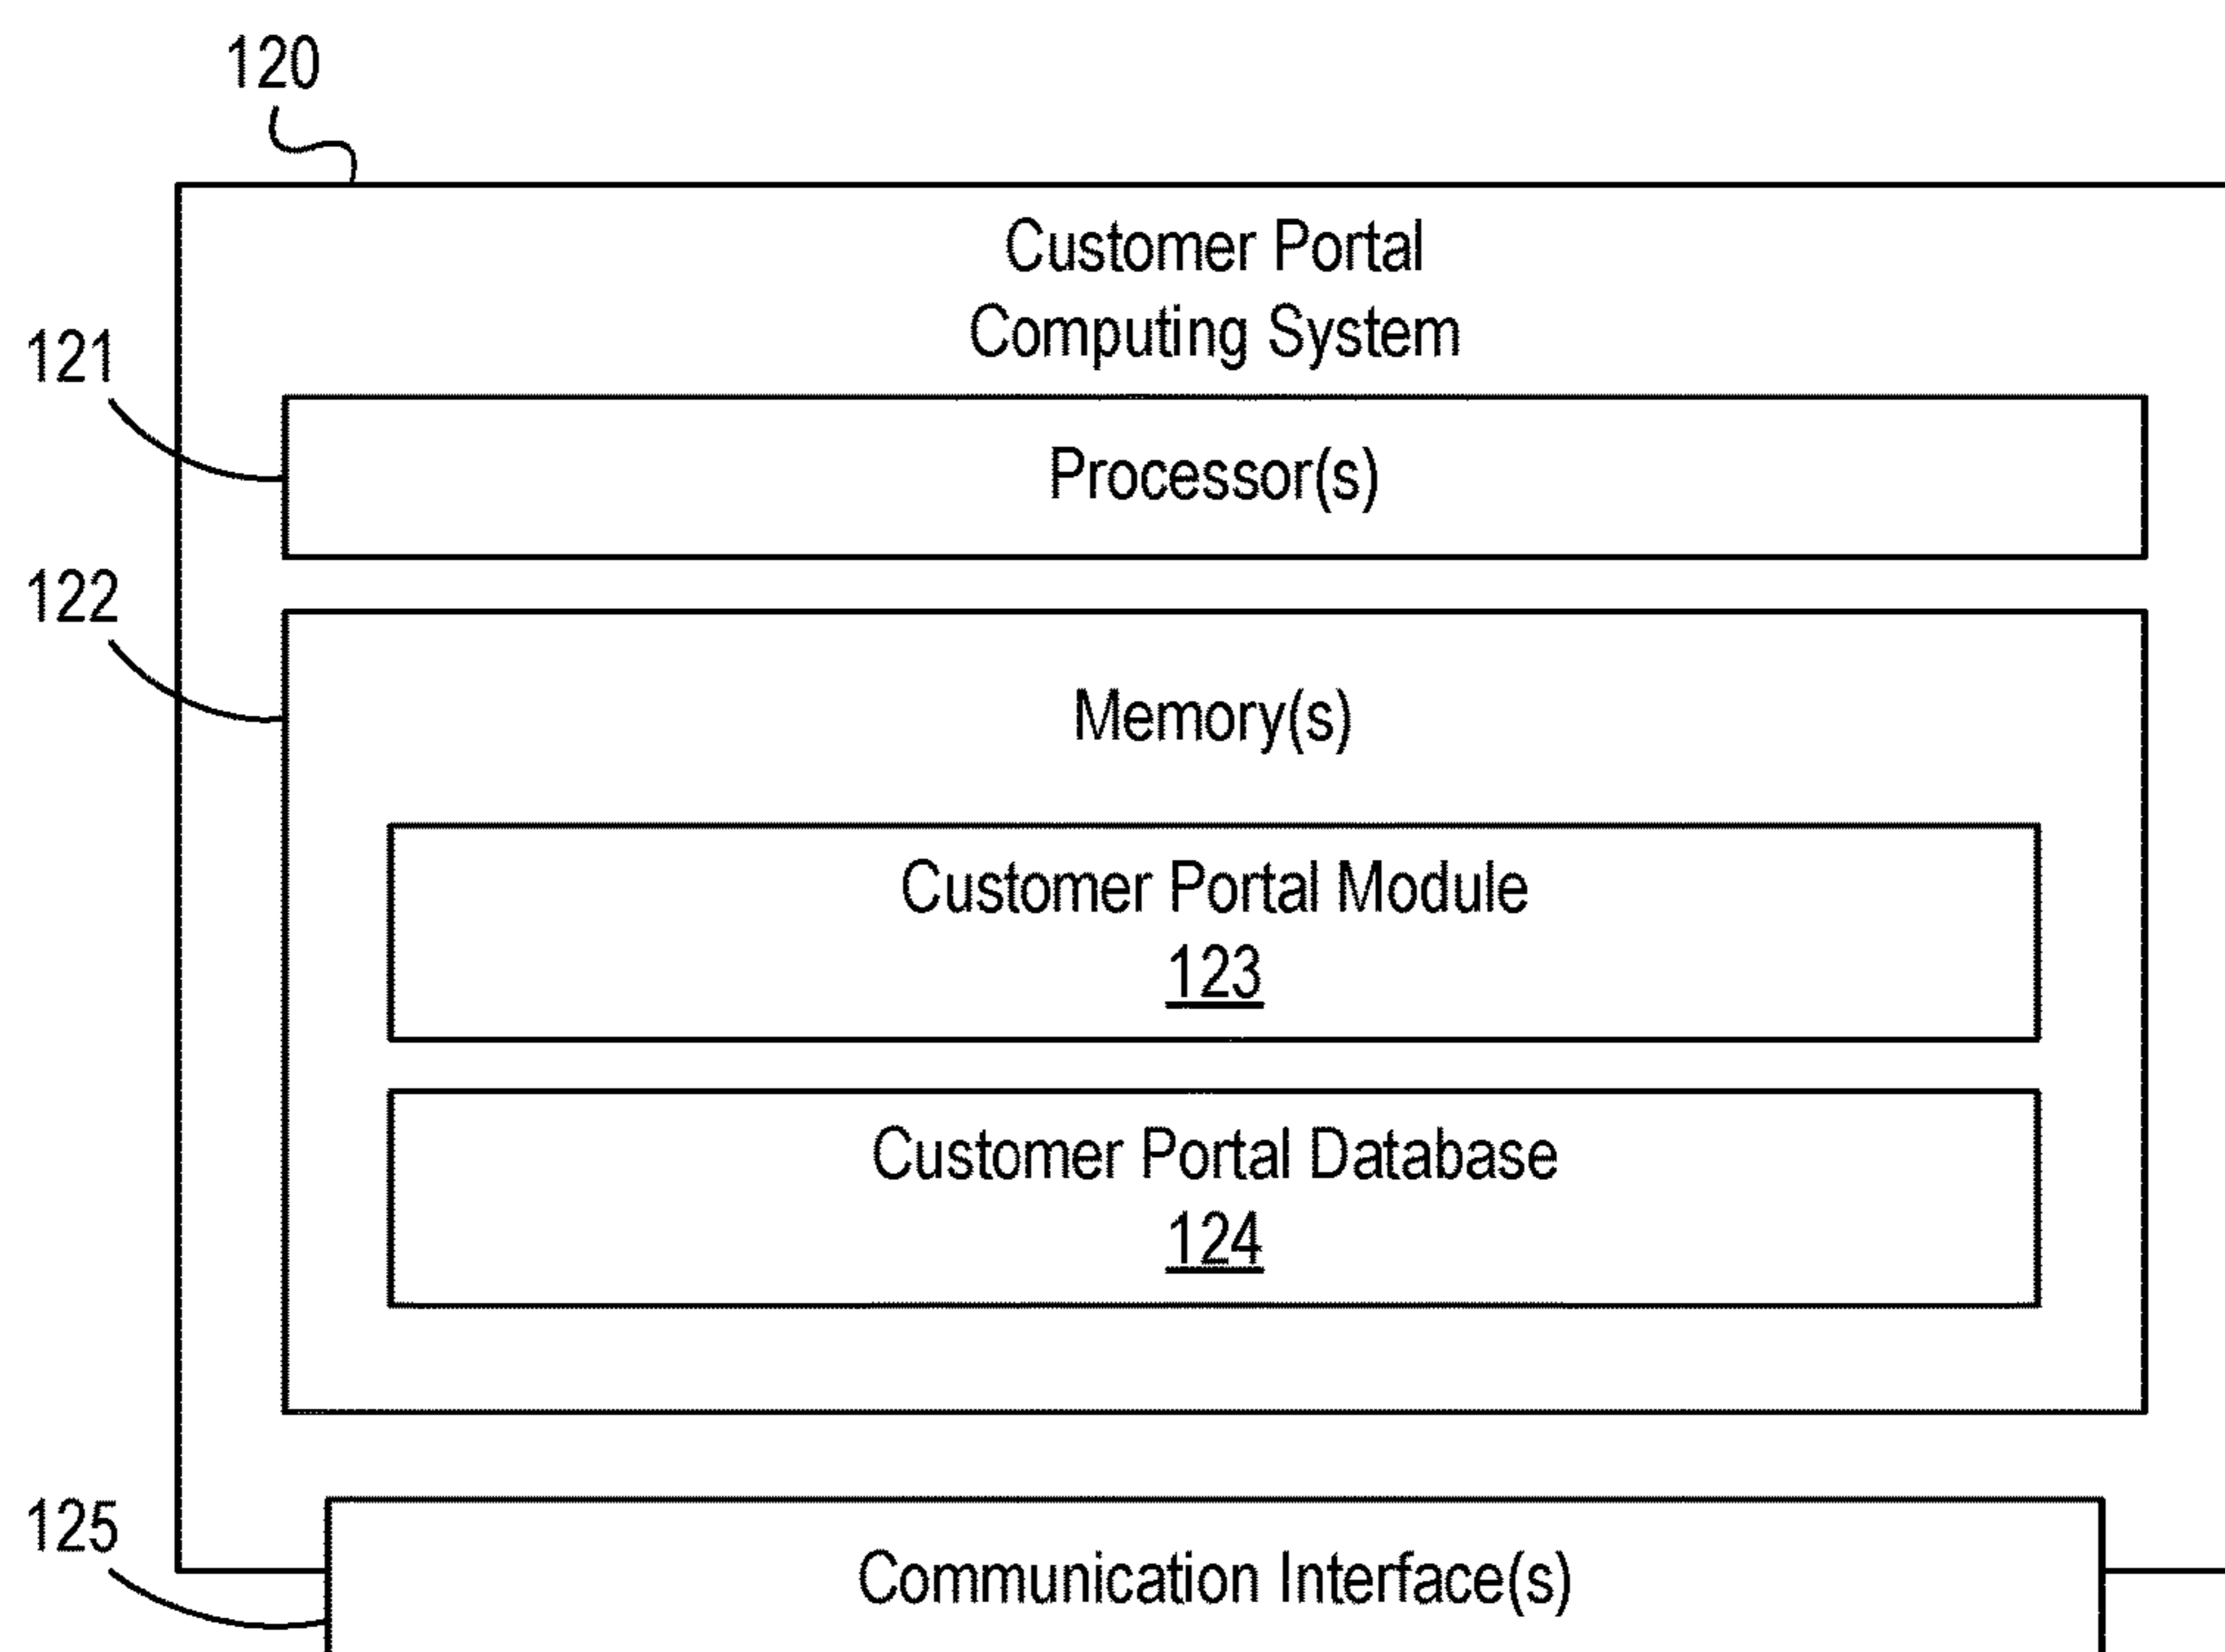 120
Customer Portal
Computing System
121
Processor(s)
122
Memory(s)
Customer Portal Module
123
Customer Portal Database
124
125
Communication Interface(s)